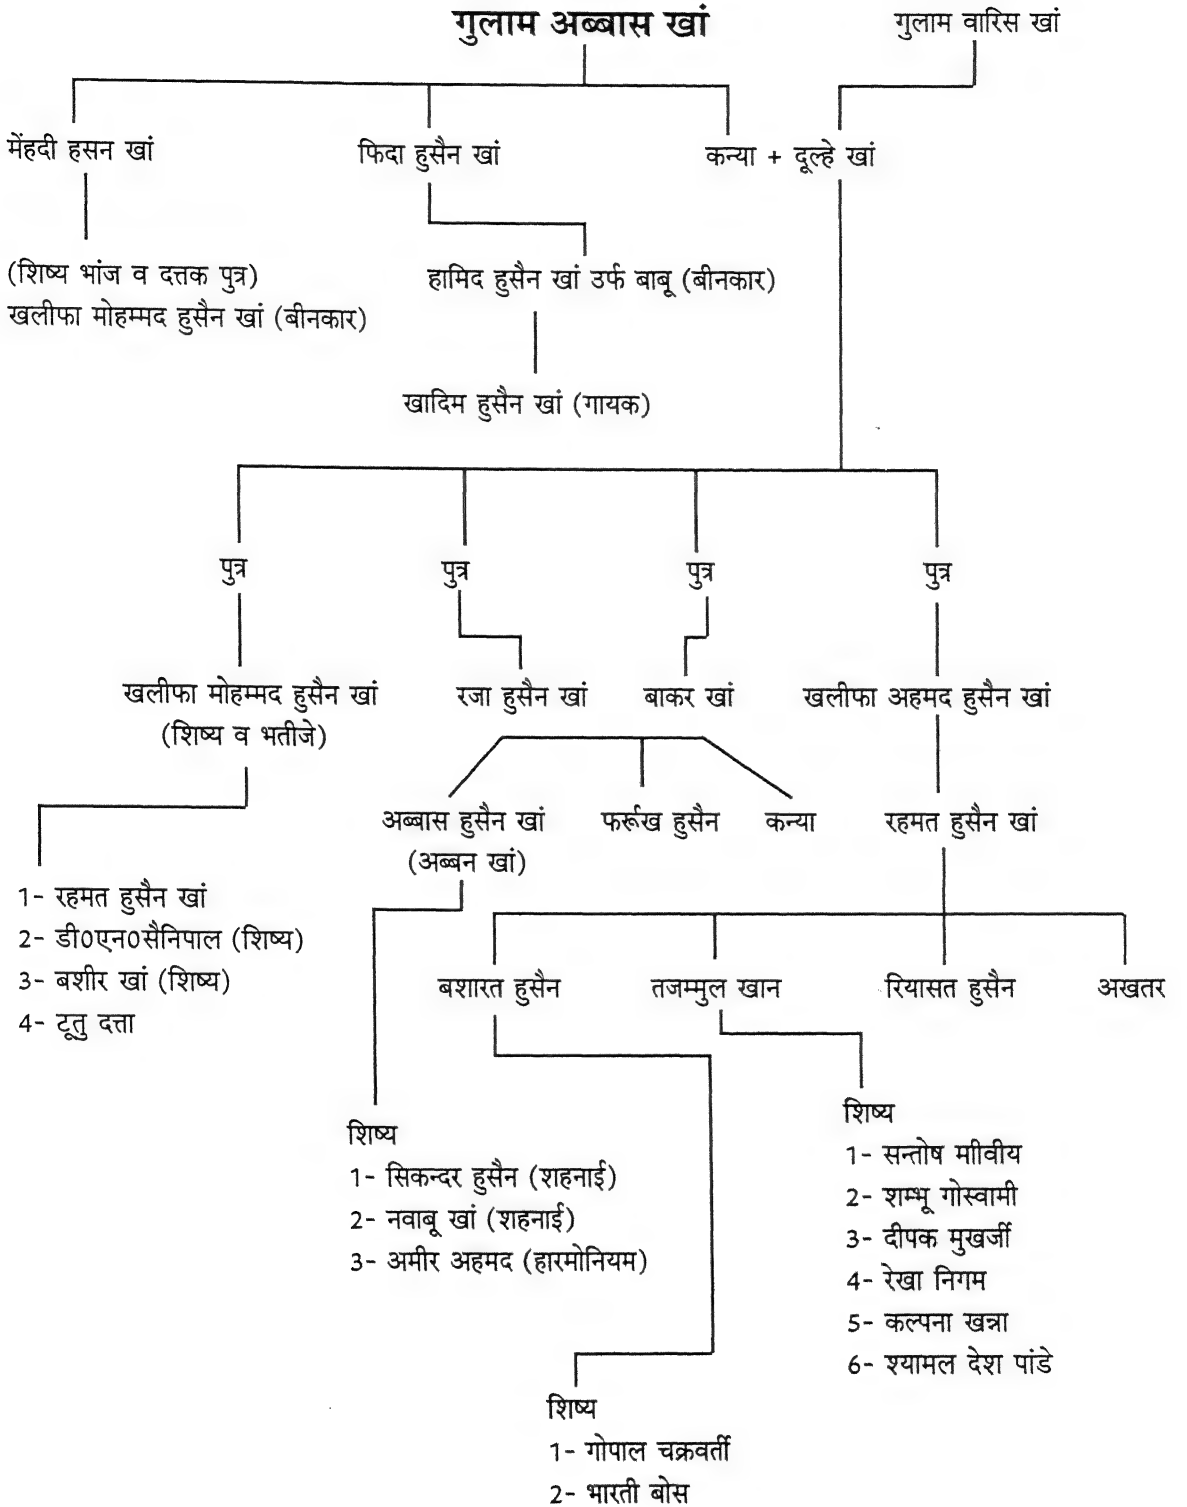 गुलाम अब्बास खां
गुलाम वारिस खां
मेंहदी हसन खां
फिदा हुसैन खां
कन्या + दूल्हे खां
(शिष्य भांज व दत्तक पुत्र)
खलीफा मोहम्मद हुसैन खां (बीनकार)
हामिद हुसैन खां उर्फ बाबू (बीनकार)
खादिम हुसैन खां (गायक)
पुत्र
पुत्र
पुत्र
पुत्र
खलीफा मोहम्मद हुसैन खां
(शिष्य व भतीजे)
रजा हुसैन खां
बाकर खां
खलीफा अहमद हुसैन खां
अब्बास हुसैन खां
(अब्बन खां)
फर्रूख हुसैन
कन्या
रहमत हुसैन खां
1- रहमत हुसैन खां
2- डी0एन0सैनिपाल (शिष्य)
3- बशीर खां (शिष्य)
4- टूतु दत्ता
बशारत हुसैन
तजम्मुल खान
रियासत हुसैन
अखतर
शिष्य
1- सिकन्दर हुसैन (शहनाई)
2- नवाबू खां (शहनाई)
3- अमीर अहमद (हारमोनियम)
शिष्य
1- सन्तोष माीवीय
2- शम्भू गोस्वामी
3- दीपक मुखर्जी
4- रेखा निगम
5- कल्पना खन्ना
6- श्यामल देश पांडे
शिष्य
1- गोपाल चक्रवर्ती
2- भारती बोस